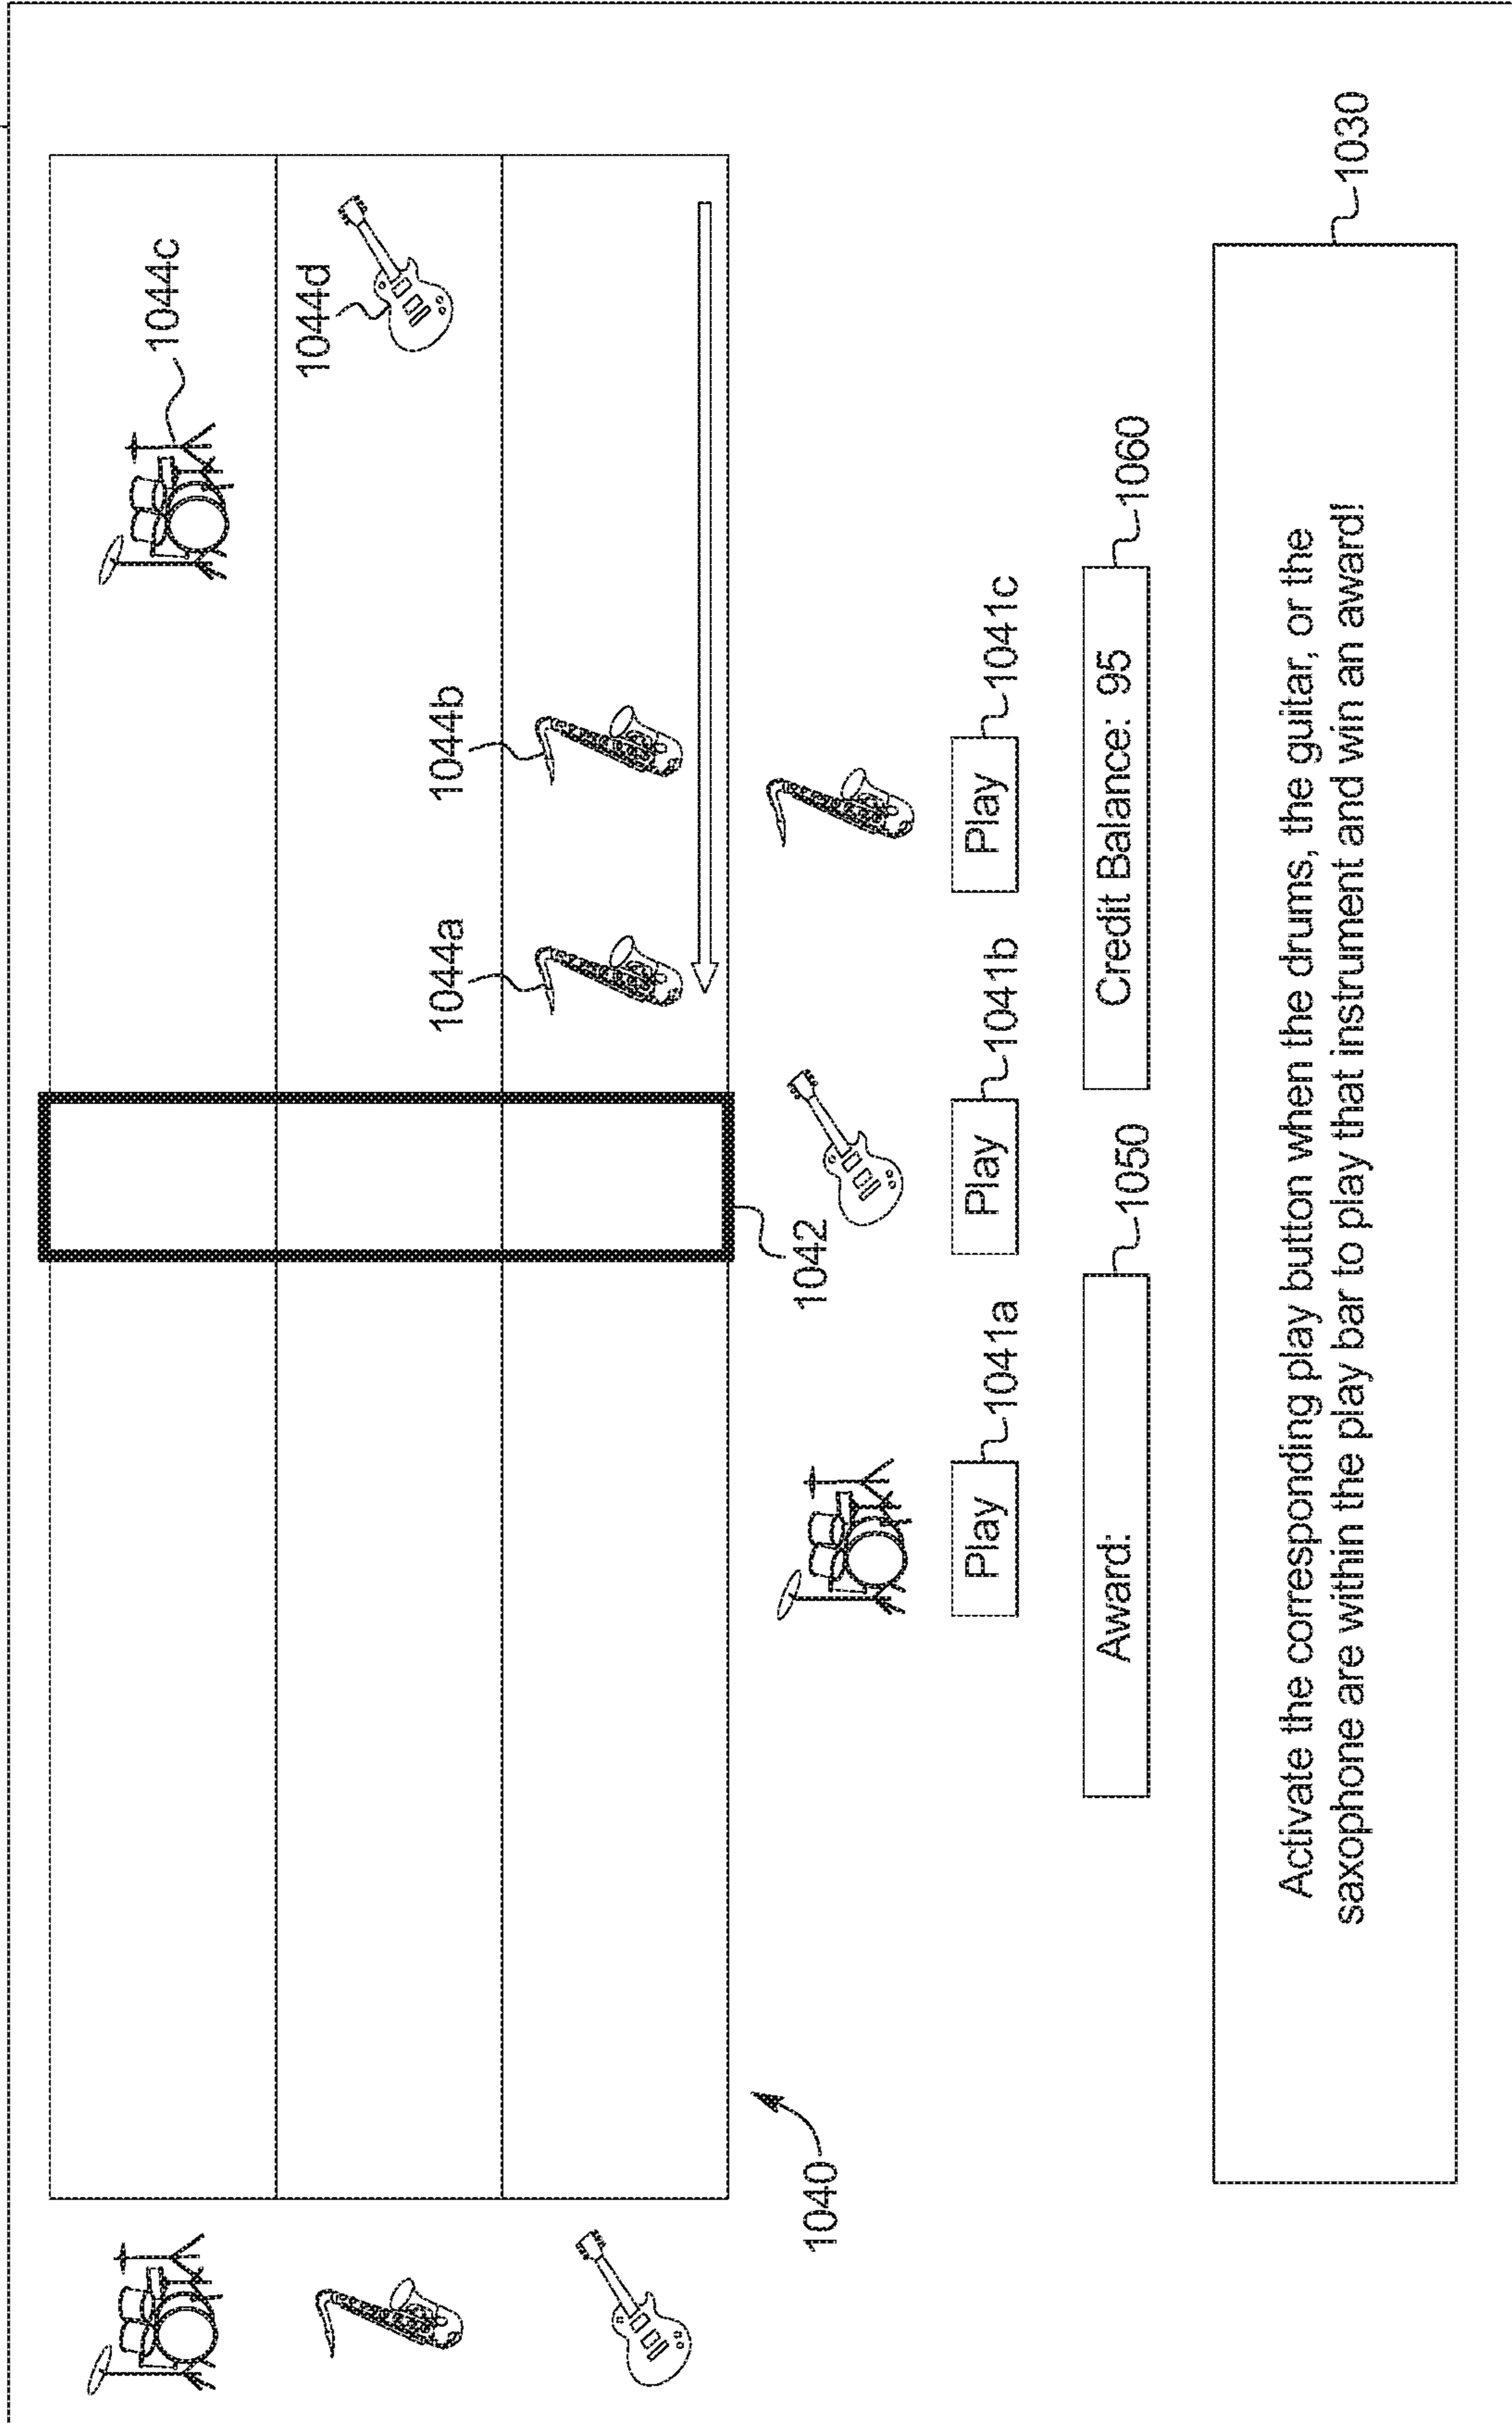 1044c
1044d
1044b
1044a
1042
1040
Play
1041a
Play
1041b
Play
1041c
Award:
1050
Credit Balance: 95
1060
Activate the corresponding play button when the drums, the guitar, or the
saxophone are within the play bar to play that instrument and win an award!
1030